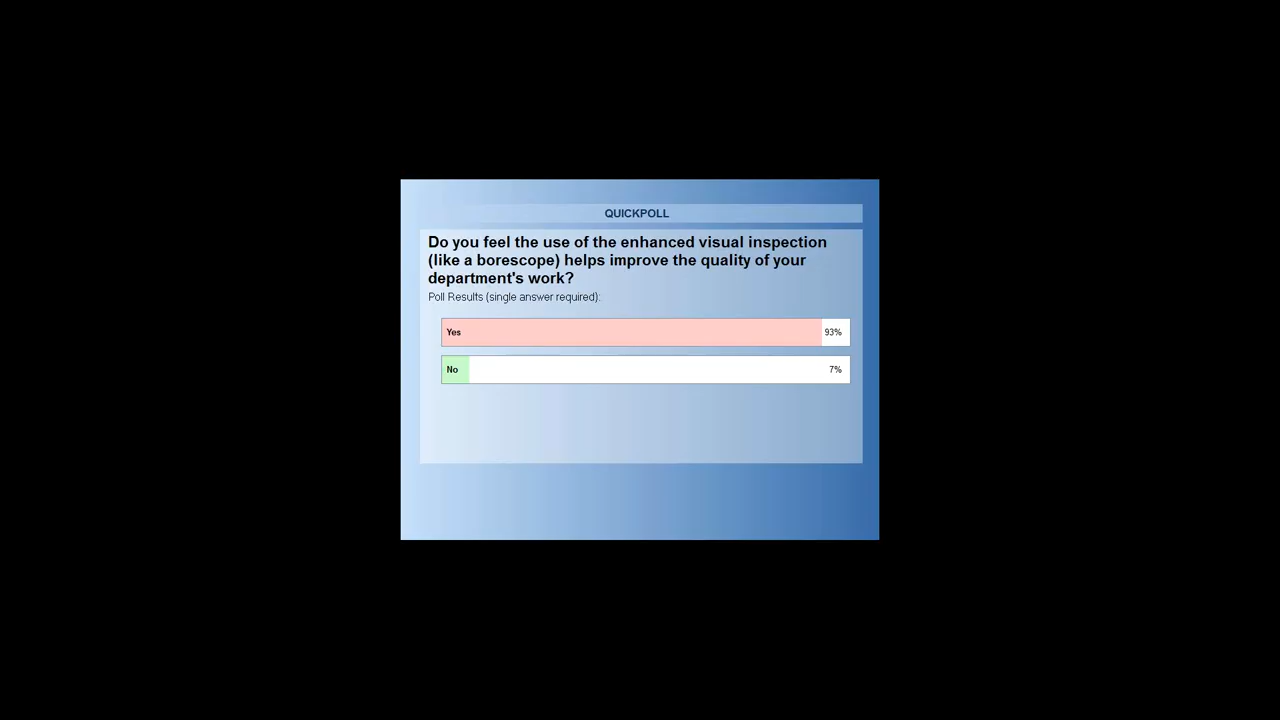 QUICKPOLL
Do you feel the use of the enhanced visual inspection
(like a borescope) helps improve the quality of your
department's work?
Poll Results (single answer required):
Yes 93%
No 7%